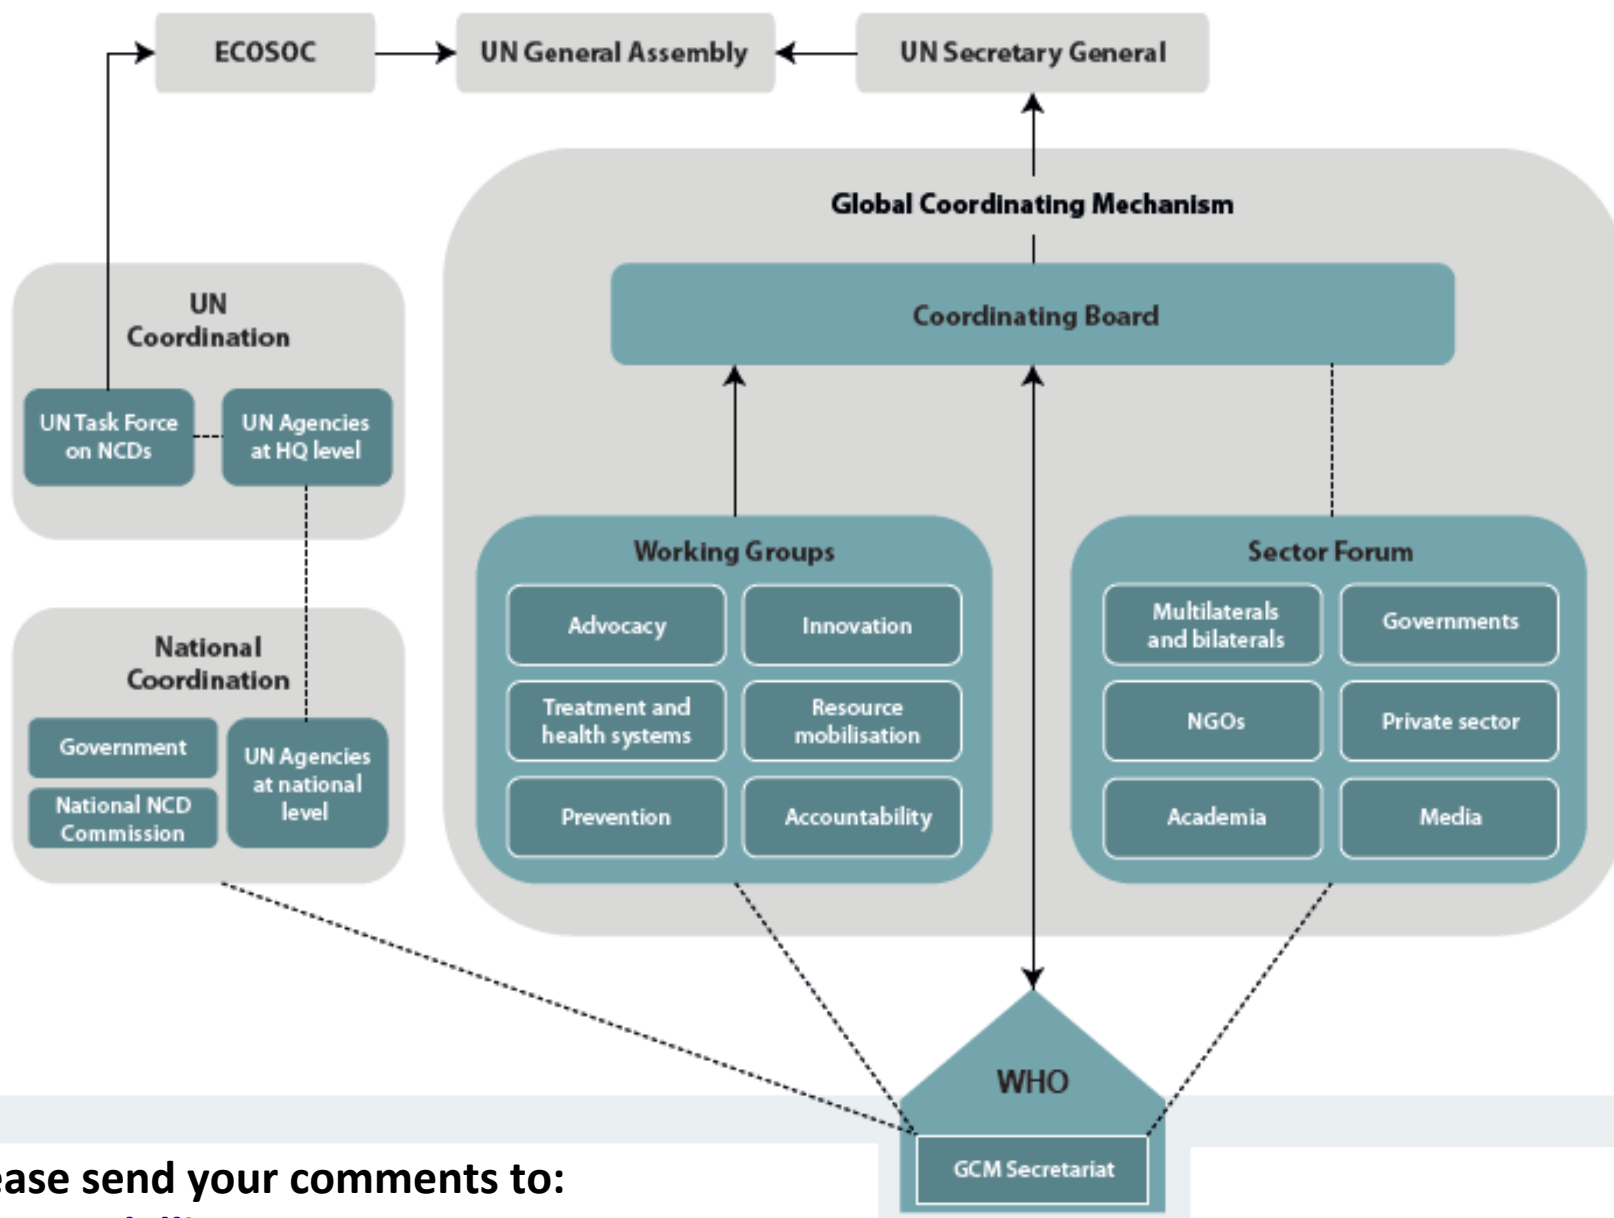 ECOSOC
UN General Assembly
UN Secretary General
Global Coordinating Mechanism
Coordinating Board
UN
Coordination
UN Task Force
on NCDs
UN Agencies
at HQ level
National
Coordination
Government
National NCD
Commission
UN Agencies
at national
level
Working Groups
Advocacy
Innovation
Treatment and
health systems
Resource
mobilisation
Prevention
Accountability
Sector Forum
Multilaterals
and bilaterals
Governments
NGOs
Private sector
Academia
Media
WHO
GCM Secretariat
send your comments to: